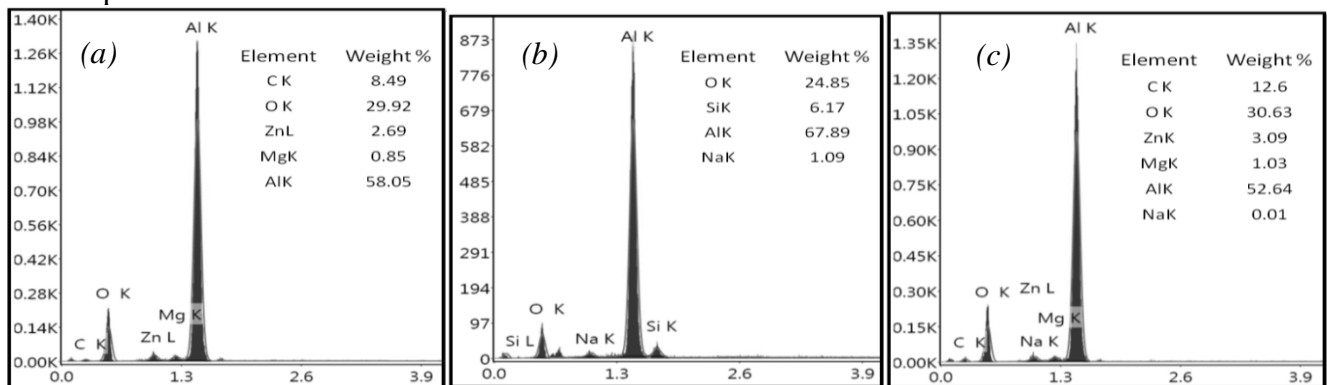 1.40K
1.26K
1.12K
0.98K
0.84K
0.70K
0.56K
0.42K
0.28K
0.14K
0.00K
(a)
Al K
Element Weight %
C K 8.49
O K 29.92
ZnL 2.69
MgK 0.85
AlK 58.05
O K
Mg K
Zn L
C K
0.0 1.3 2.6 3.9
873
776
679
582
485
388
291
194
97
0
(b)
Al K
Element Weight %
O K 24.85
SiK 6.17
AlK 67.89
NaK 1.09
O K
Si K
Na K
Si L
0.0 1.3 2.6 3.9
1.35K
1.20K
1.05K
0.90K
0.75K
0.60K
0.45K
0.30K
0.15K
0.00K
(c)
Al K
Element Weight %
C K 12.6
O K 30.63
ZnK 3.09
MgK 1.03
AlK 52.64
NaK 0.01
O K
Zn L
Mg K
C K
Na K
0.0 1.3 2.6 3.9